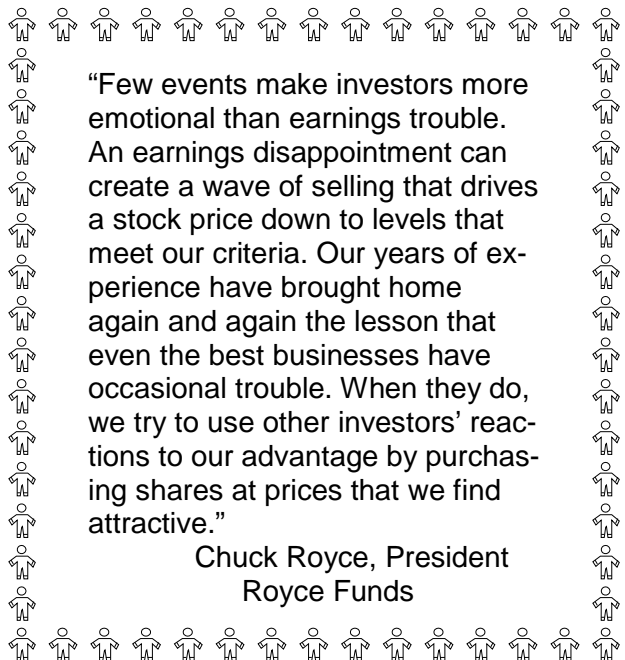 “Few events make investors more
emotional than earnings trouble.
An earnings disappointment can
create a wave of selling that drives
a stock price down to levels that
meet our criteria. Our years of ex-
perience have brought home
again and again the lesson that
even the best businesses have
occasional trouble. When they do,
we try to use other investors’ reac-
tions to our advantage by purchas-
ing shares at prices that we find
attractive.”
Chuck Royce, President
Royce Funds